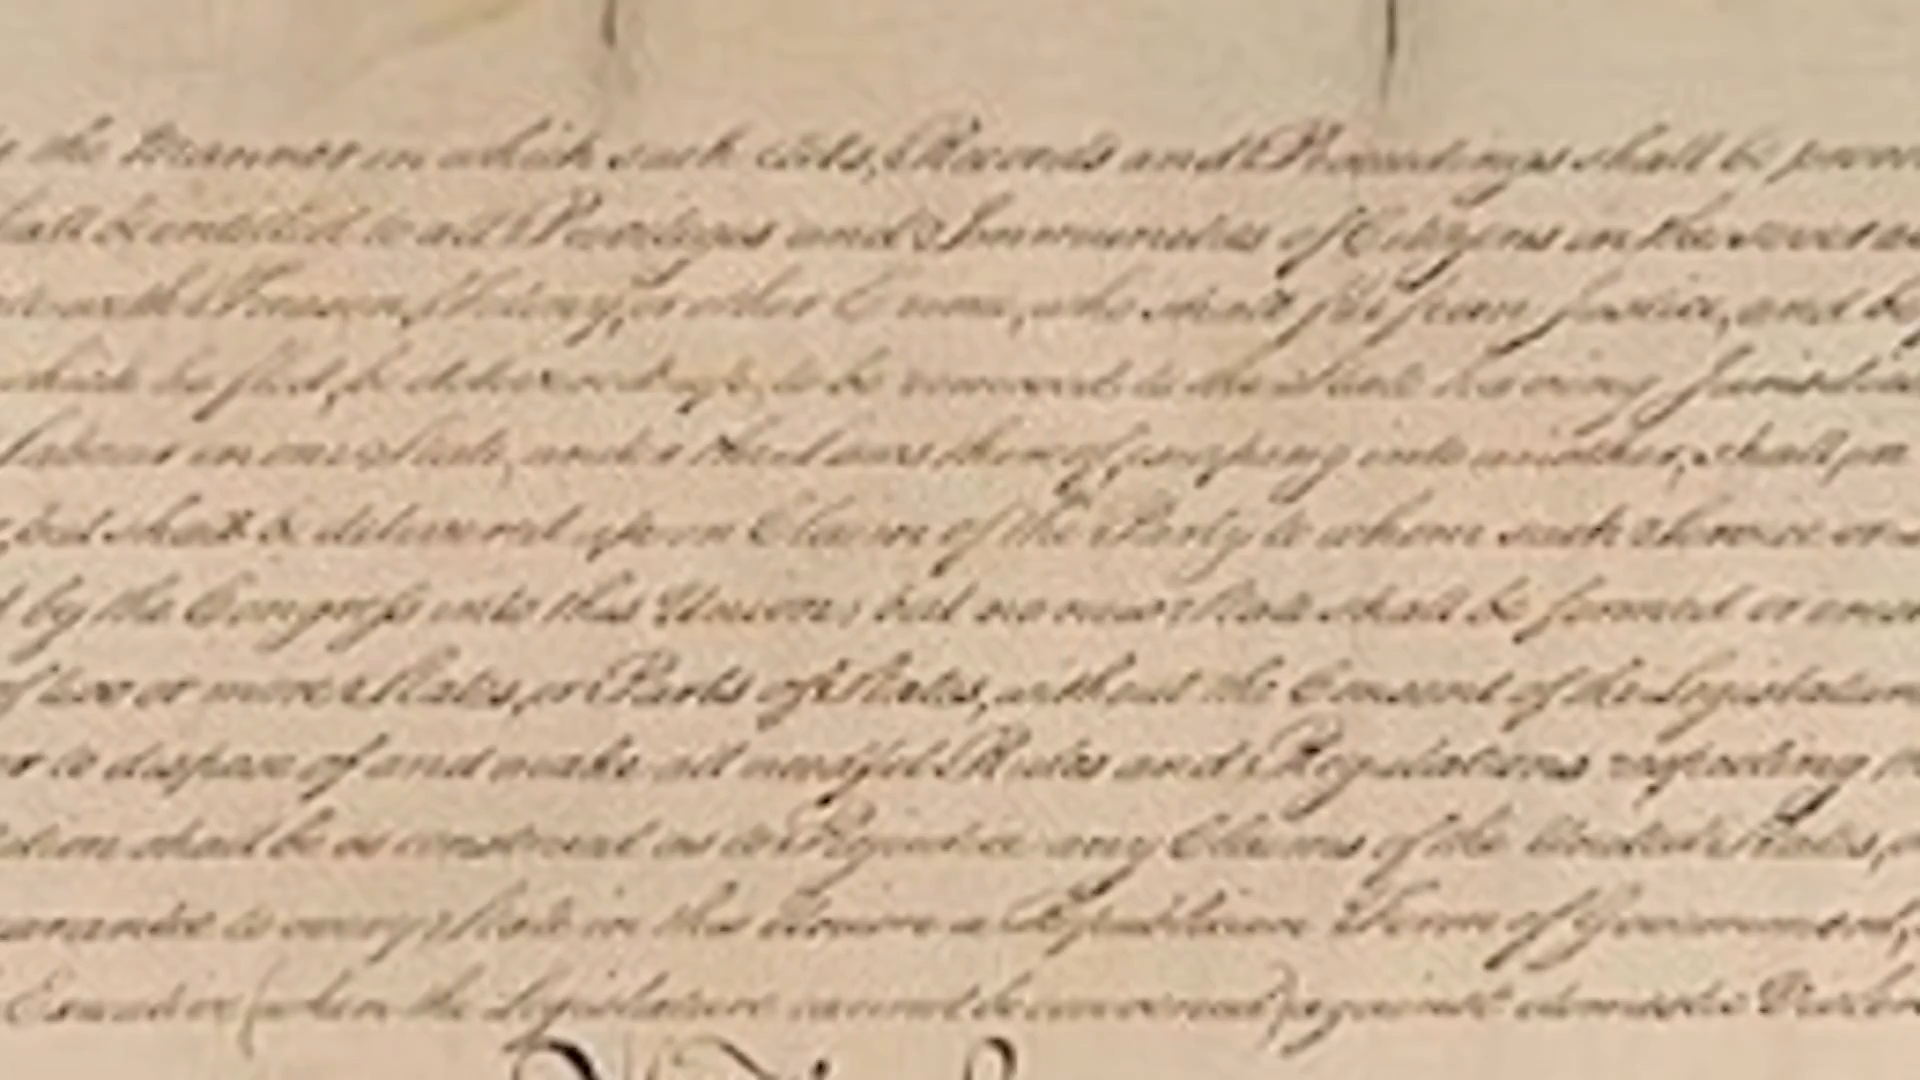 the Manner in which such Acts, Records and Proceedings shall be prove
shall be entitled to all Privileges and Immunities of Citizens in the several
with Treason, Felony, or other Crime, who shall flee from Justice, and be
which he fled, be delivered up, to be removed to the State having Jurisdiction
Labour in one State, under the Laws thereof, escaping into another, shall, in
but shall be delivered up on Claim of the Party to whom such Service or
by the Congress into this Union; but no new State shall be formed or erec
of two or more States, or Parts of States, without the Consent of the Legislatures
to dispose of and make all needful Rules and Regulations respecting
shall be so construed as to Prejudice any Claims of the United States,
guarantee to every State in this Union a Republican Form of Government,
Executive (when the Legislature cannot be convened) against domestic Violence